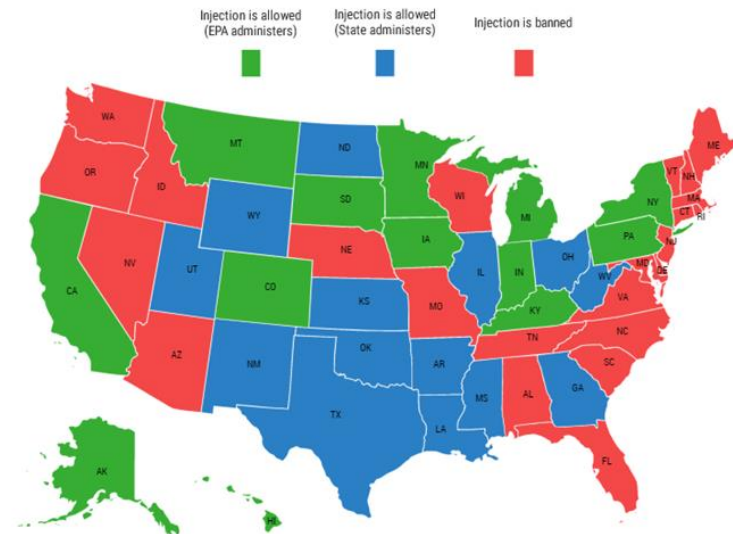 Injection is allowed
(EPA administers)
Injection is allowed
(State administers)
Injection is banned
WA
MT
ND
MN
ME
VT
NH
OR
ID
SD
WI
NY
MA
WY
MI
CT
RI
IA
PA
NJ
NE
NV
UT
IL
IN
OH
MD
DE
CA
CO
WV
KS
MO
KY
VA
TN
NC
AZ
NM
OK
AR
SC
MS
AL
GA
TX
LA
FL
AK
HI